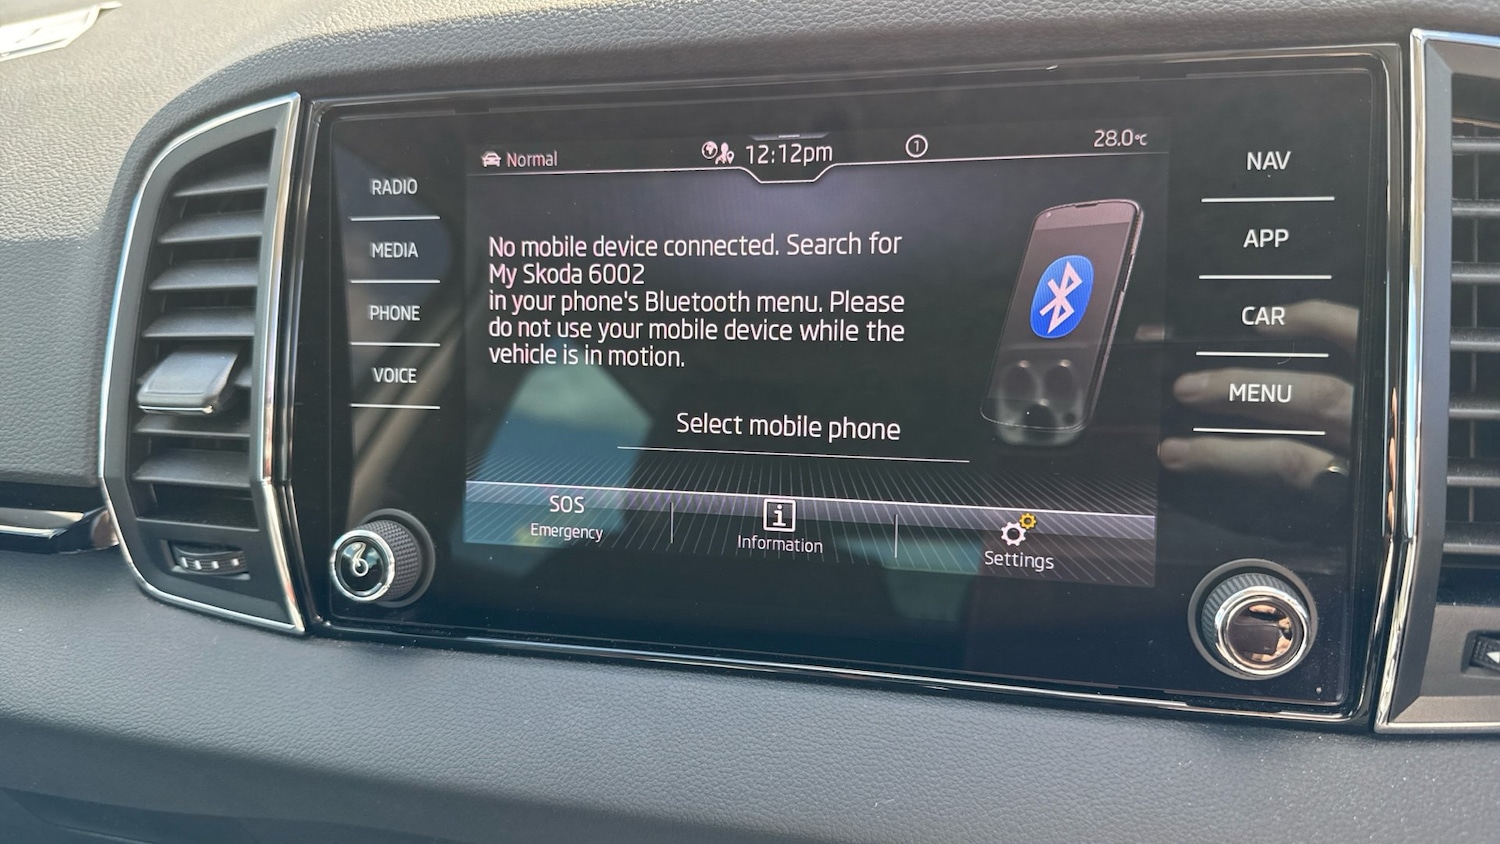 Normal
12:12pm
1
28.0°C
RADIO
MEDIA
PHONE
VOICE
No mobile device connected. Search for
My Skoda 6002
in your phone's Bluetooth menu. Please
do not use your mobile device while the
vehicle is in motion.
Select mobile phone
SOS
Emergency
i
Information
Settings
NAV
APP
CAR
MENU